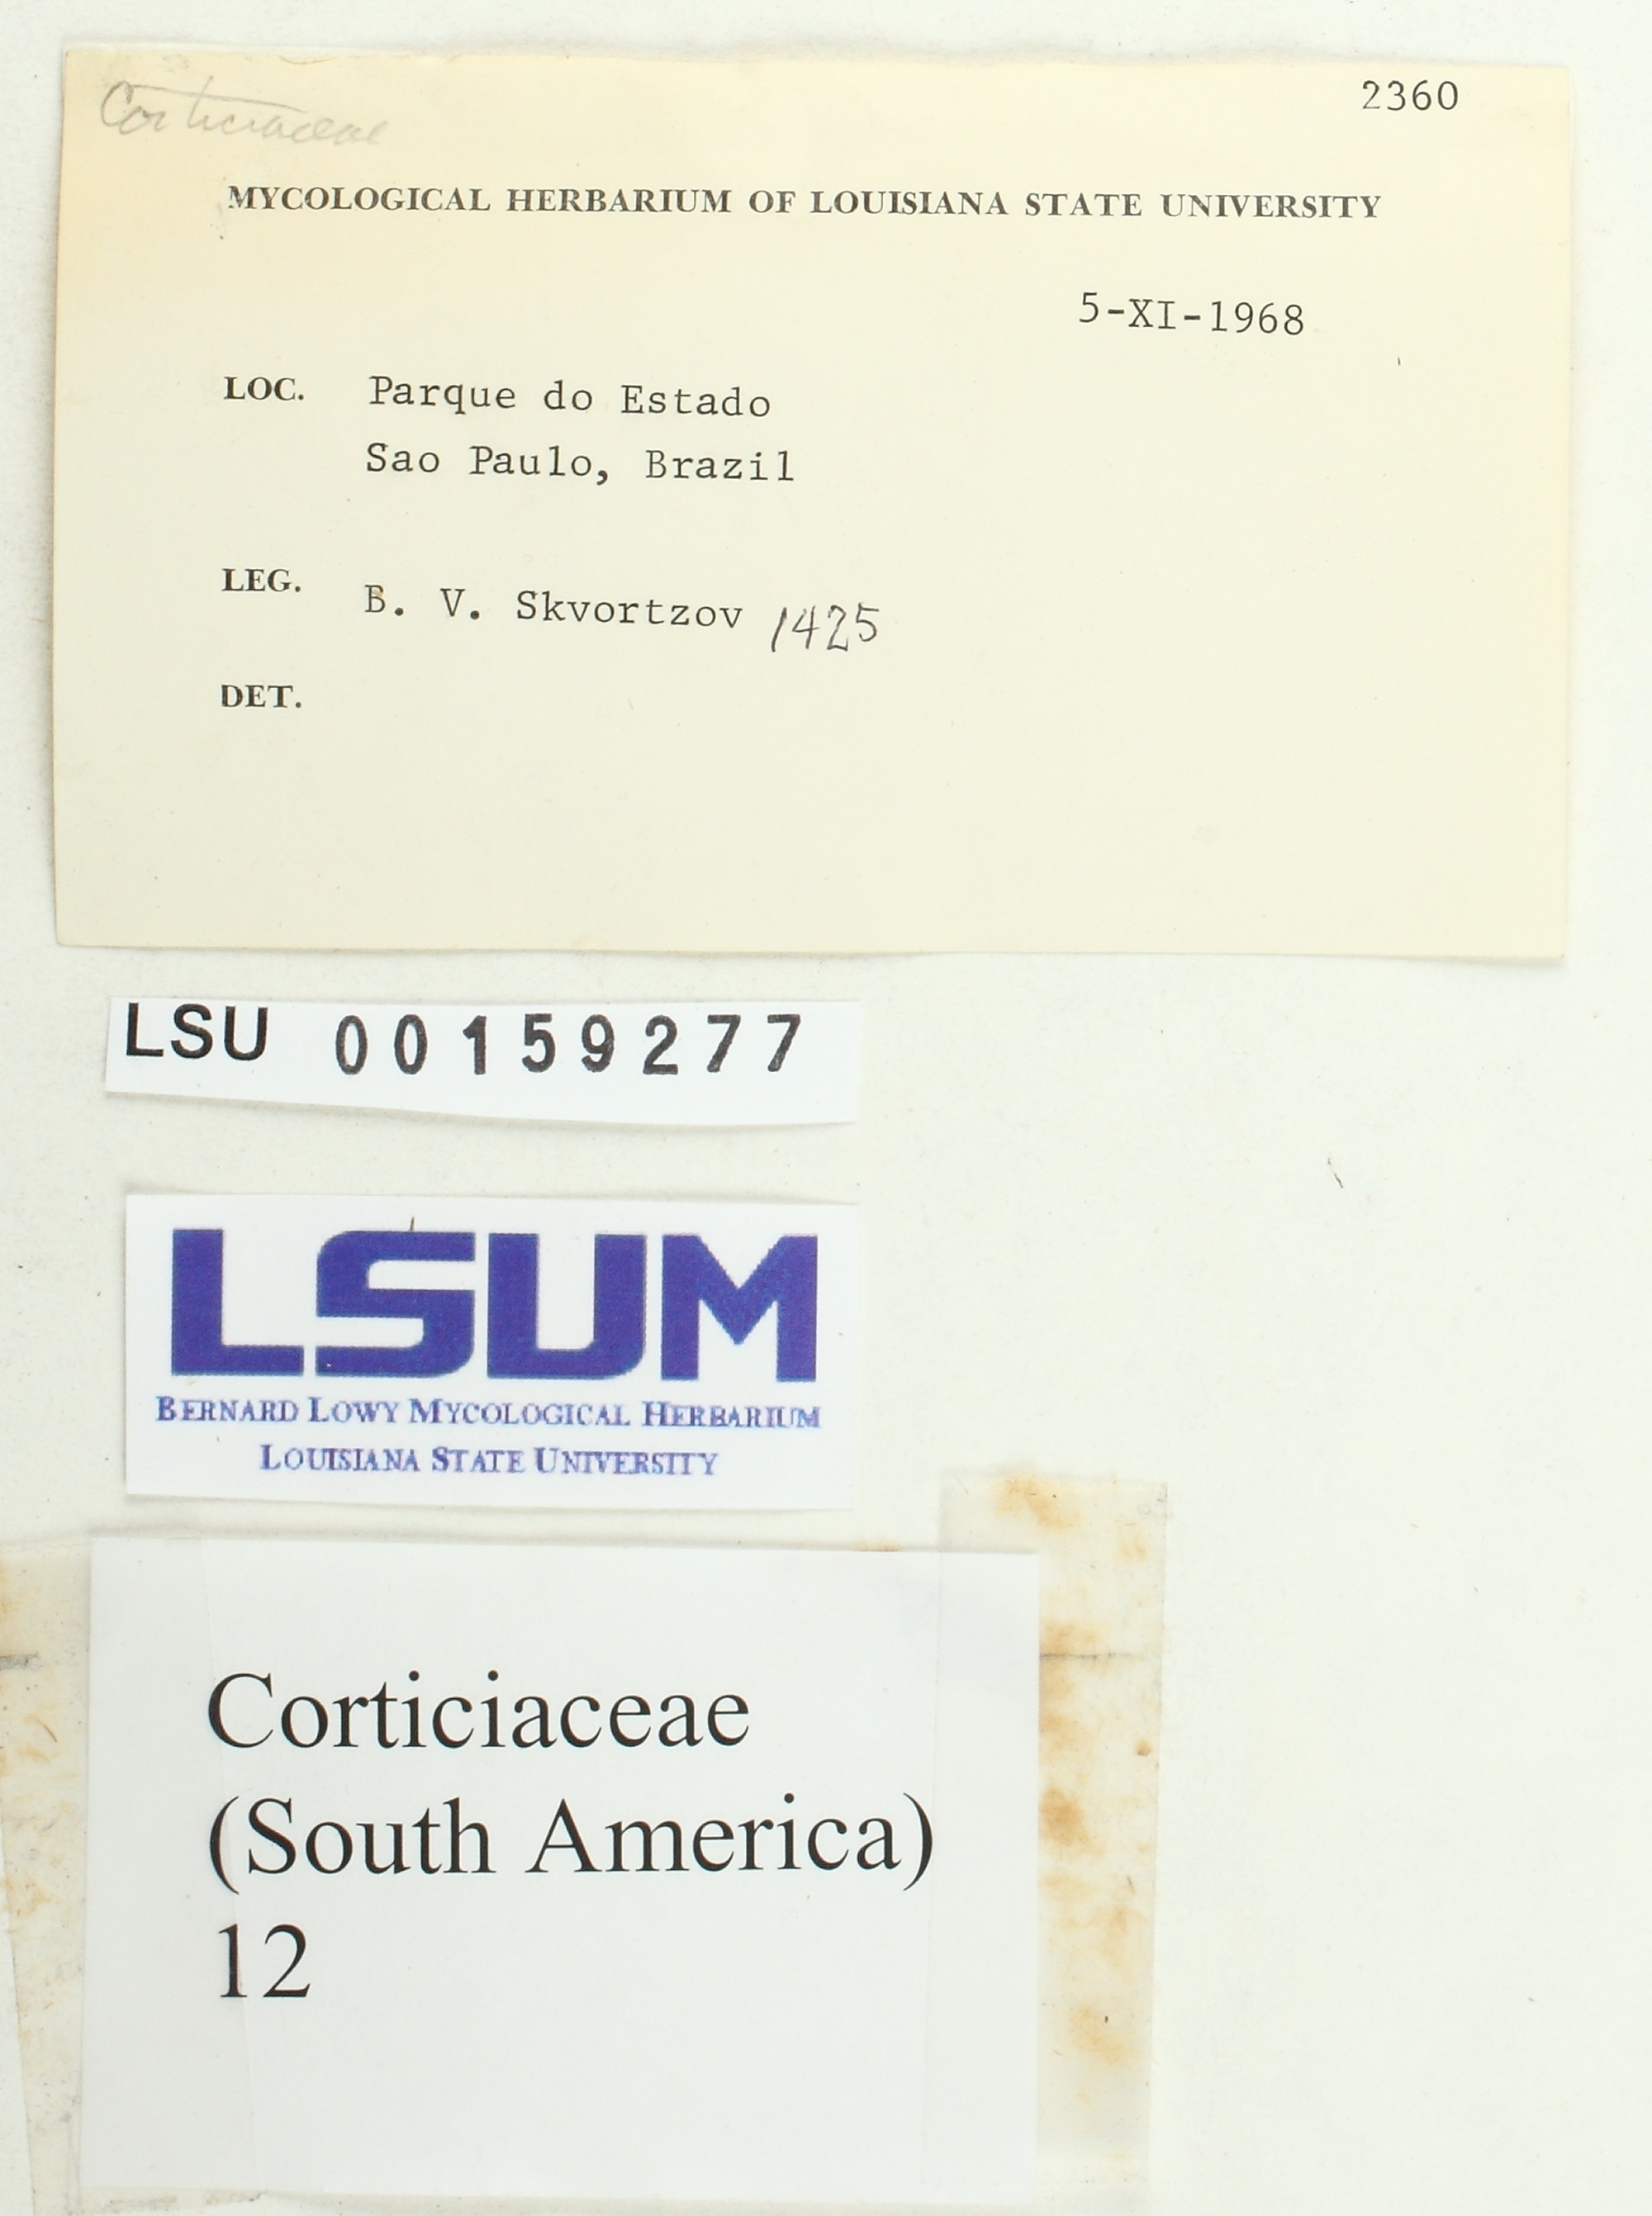 Corticiaceae
2360
MYCOLOGICAL HERBARIUM OF LOUISIANA STATE UNIVERSITY
5-XI-1968
LOC. Parque do Estado
Sao Paulo, Brazil
LEG. B. V. Skvortzov 1425
DET.
LSU 00159277
LSUM
BERNARD LOWY MYCOLOGICAL HERBARIUM
LOUISIANA STATE UNIVERSITY
Corticiaceae
(South America)
12